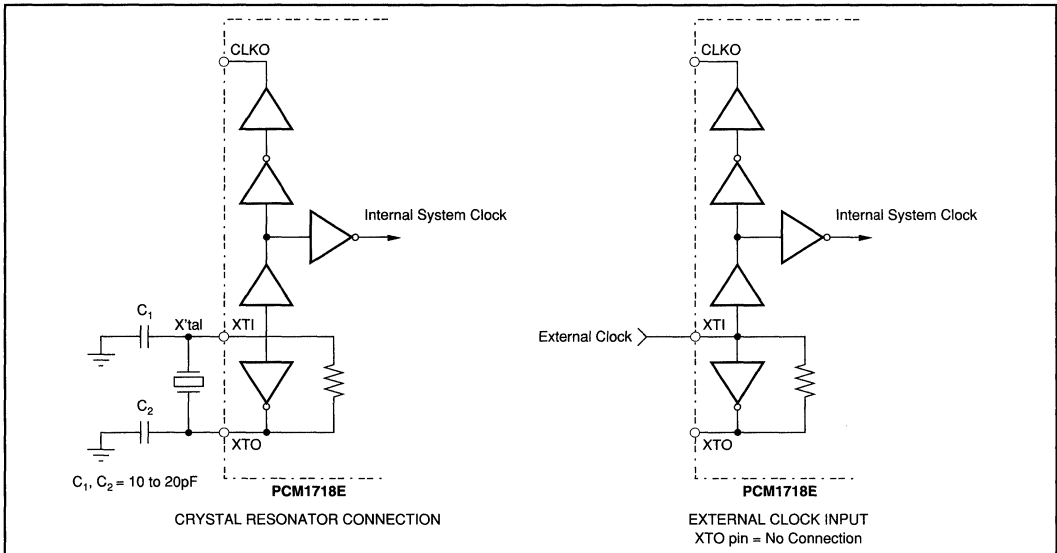 CLKO
Internal System Clock
C1
X'tal
XTI
C2
XTO
C1, C2 = 10 to 20pF
PCM1718E
CRYSTAL RESONATOR CONNECTION
CLKO
Internal System Clock
External Clock
XTI
XTO
PCM1718E
EXTERNAL CLOCK INPUT
XTO pin = No Connection